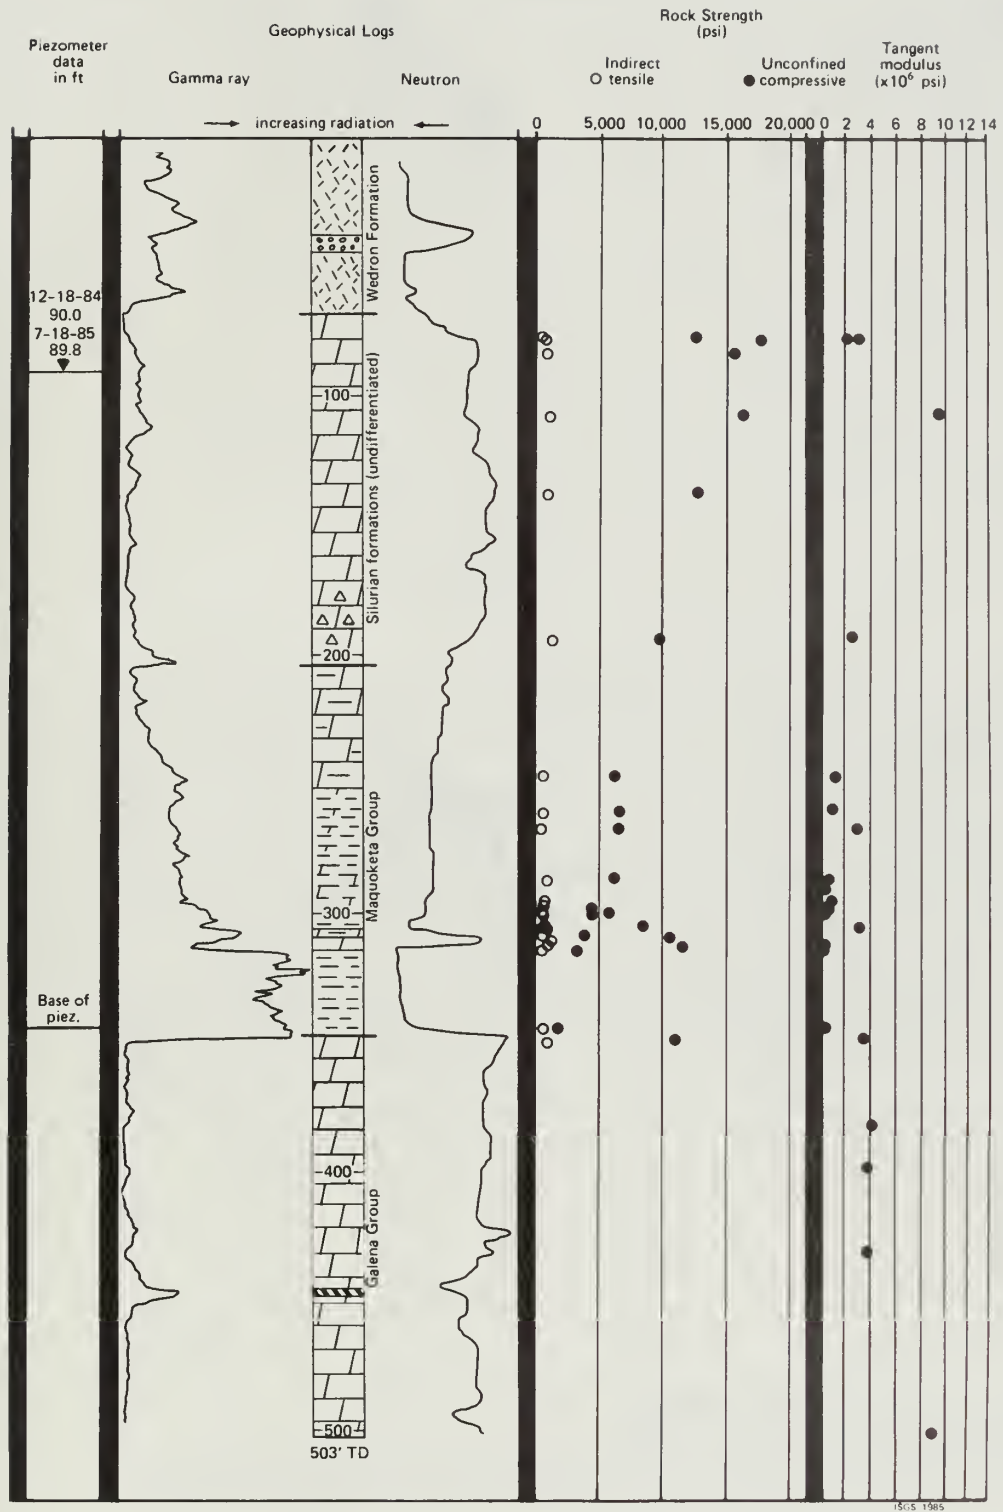 Piezometer
data
in ft
Geophysical Logs
Gamma ray
Neutron
increasing radiation
Rock Strength
(psi)
Indirect
tensile
Unconfined
compressive
Tangent
modulus
(x10⁶ psi)
0 5,000 10,000 15,000 20,000 0 2 4 6 8 10 12 14
12-18-84
90.0
7-18-85
89.8
Base of
piez.
Wedron Formation
Silurian formations (undifferentiated)
Maquoketa Group
Galena Group
100
200
300
400
500
503' TD
ISGS 1985